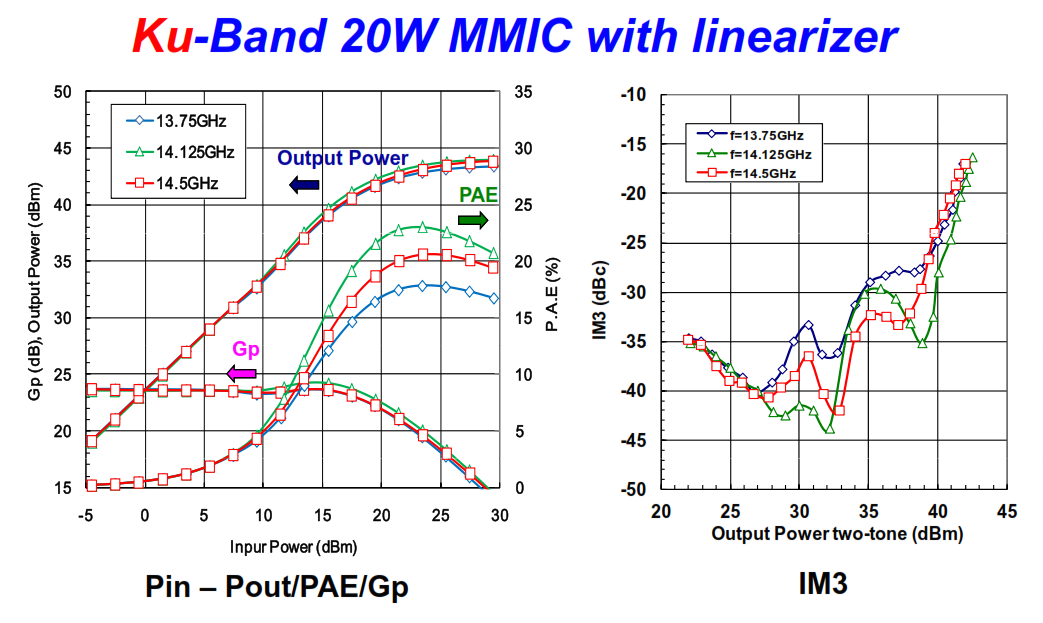 Ku-Band 20W MMIC with linearizer
50
45
40
35
30
25
20
15
Gp (dB), Output Power (dBm)
13.75GHz
14.125GHz
14.5GHz
Output Power
PAE
Gp
35
30
25
20
15
10
5
0
P.A.E (%)
-5 0 5 10 15 20 25 30
Inpur Power (dBm)
Pin – Pout/PAE/Gp
-10
-15
-20
-25
-30
-35
-40
-45
-50
IM3 (dBc)
f=13.75GHz
f=14.125GHz
f=14.5GHz
20 25 30 35 40 45
Output Power two-tone (dBm)
IM3